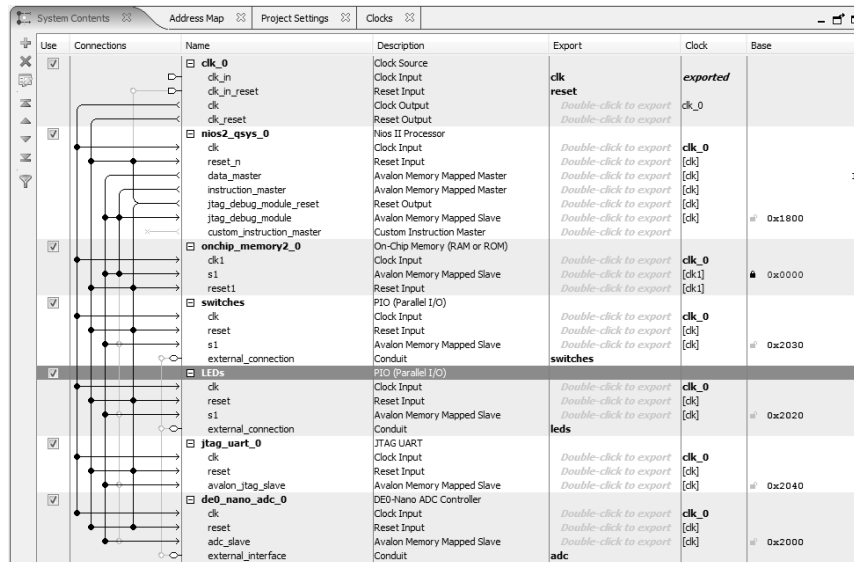 System Contents Address Map Project Settings Clocks
Use Connections Name Description Export Clock Base
clk_0 Clock Source
clk_in Clock Input clk exported
clk_in_reset Reset Input reset
clk Clock Output Double-click to export clk_0
clk_reset Reset Output Double-click to export
nios2_qsys_0 Nios II Processor
clk Clock Input Double-click to export clk_0
reset_n Reset Input Double-click to export [clk]
data_master Avalon Memory Mapped Master Double-click to export [clk]
instruction_master Avalon Memory Mapped Master Double-click to export [clk]
jtag_debug_module_reset Reset Output Double-click to export [clk]
jtag_debug_module Avalon Memory Mapped Slave Double-click to export [clk] 0x1800
custom_instruction_master Custom Instruction Master Double-click to export
onchip_memory2_0 On-Chip Memory (RAM or ROM)
clk1 Clock Input Double-click to export clk_0
s1 Avalon Memory Mapped Slave Double-click to export [clk1] 0x0000
reset1 Reset Input Double-click to export [clk1]
switches PIO (Parallel I/O)
clk Clock Input Double-click to export clk_0
reset Reset Input Double-click to export [clk]
s1 Avalon Memory Mapped Slave Double-click to export [clk] 0x2030
external_connection Conduit switches
LEDs PIO (Parallel I/O)
clk Clock Input Double-click to export clk_0
reset Reset Input Double-click to export [clk]
s1 Avalon Memory Mapped Slave Double-click to export [clk] 0x2020
external_connection Conduit leds
jtag_uart_0 JTAG UART
clk Clock Input Double-click to export clk_0
reset Reset Input Double-click to export [clk]
avalon_jtag_slave Avalon Memory Mapped Slave Double-click to export [clk] 0x2040
de0_nano_adc_0 DE0-Nano ADC Controller
clk Clock Input Double-click to export clk_0
reset Reset Input Double-click to export [clk]
adc_slave Avalon Memory Mapped Slave Double-click to export [clk] 0x2000
external_interface Conduit adc